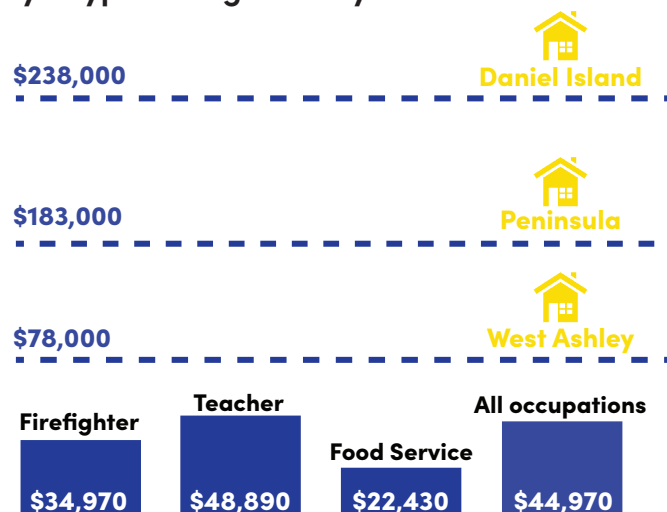 $238,000
Daniel Island
$183,000
Peninsula
$78,000
West Ashley
Firefighter
Teacher
Food Service
All occupations
$34,970
$48,890
$22,430
$44,970